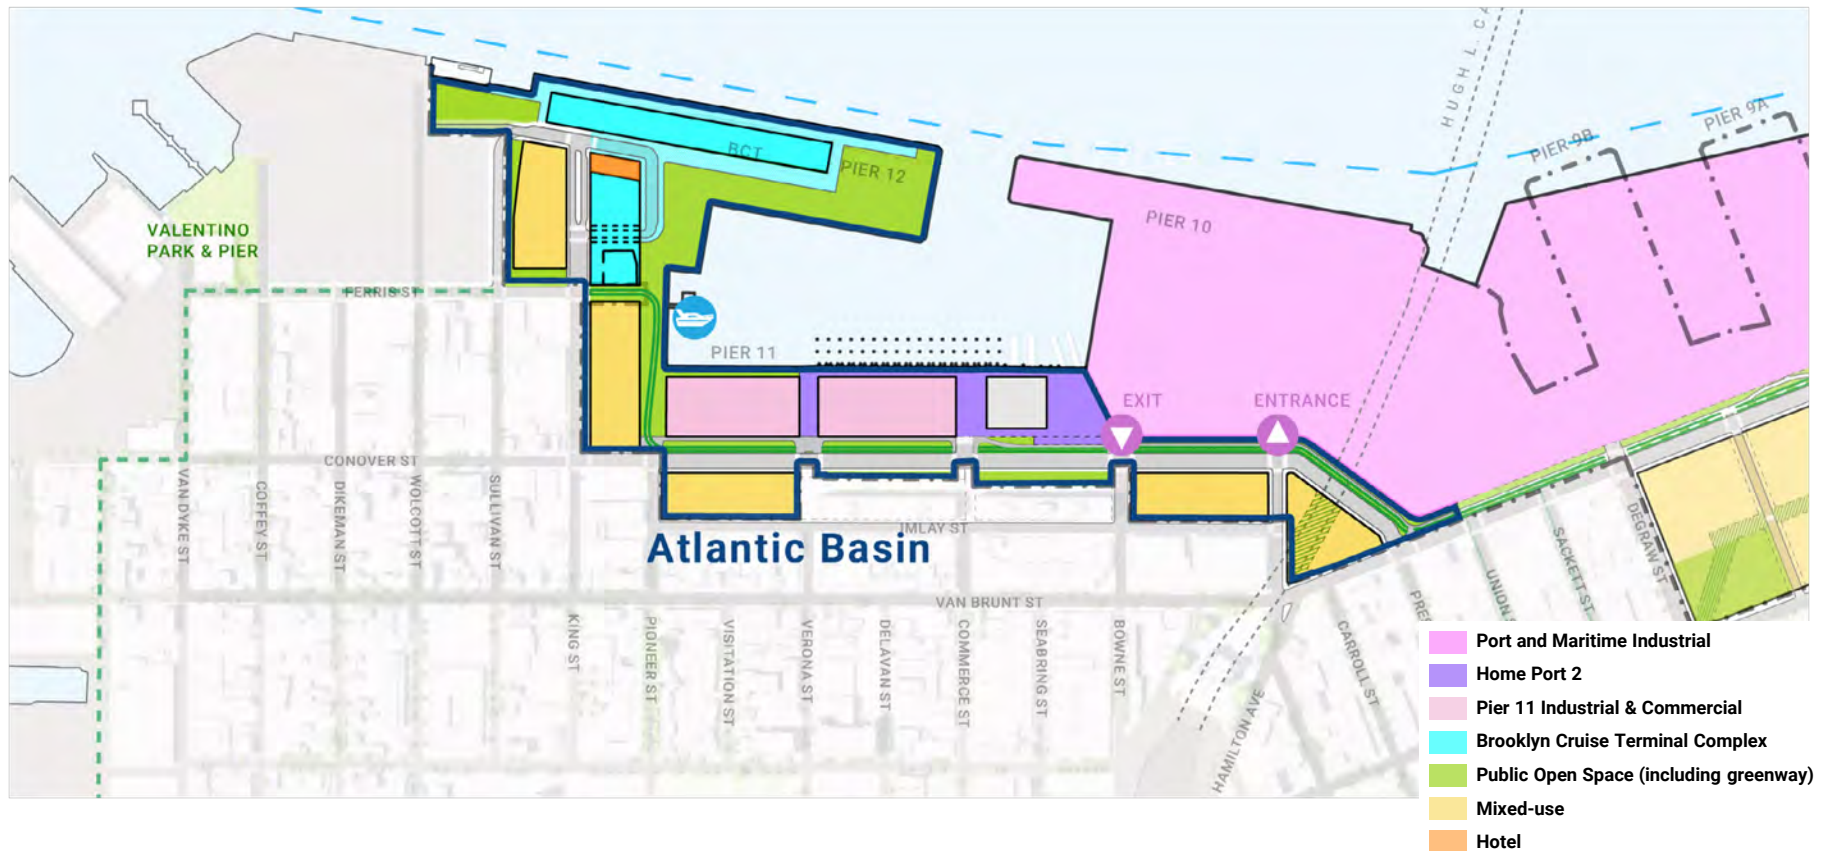 HUGH L. CA
PIER 9A
PIER 9B
BCT
PIER 12
PIER 10
VALENTINO
PARK & PIER
FERRIS ST
PIER 11
EXIT
ENTRANCE
CONOVER ST
VAN DYKE ST
COFFEY ST
DIKEMAN ST
WOLCOTT ST
SULLIVAN ST
IMLAY ST
Atlantic Basin
DEGRAW ST
SACKETT ST
UNION
PRE
VAN BRUNT ST
KING ST
PIONEER ST
VISITATION ST
VERONA ST
DELAVAN ST
COMMERCE ST
SEABRING ST
BOWNE ST
CARROLL ST
HAMILTON AVE
Port and Maritime Industrial
Home Port 2
Pier 11 Industrial & Commercial
Brooklyn Cruise Terminal Complex
Public Open Space (including greenway)
Mixed-use
Hotel